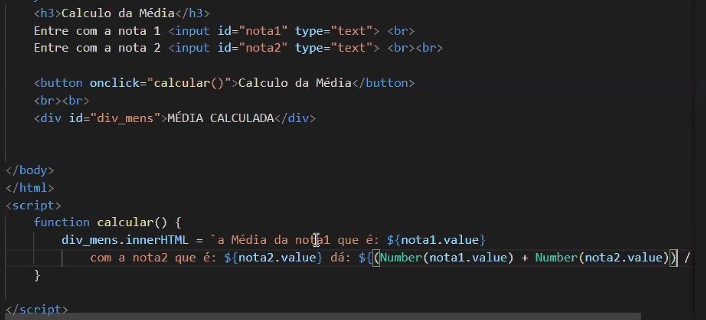 <h3>Calculo da Média</h3>
Entre com a nota 1 <input id="nota1" type="text"> <br>
Entre com a nota 2 <input id="nota2" type="text"> <br><br>
<button onclick="calcular()">Calculo da Média</button>
<br><br>
<div id="div_mens">MÉDIA CALCULADA</div>
</body>
</html>
<script>
function calcular() {
div_mens.innerHTML = `a Média da nota1 que é: ${nota1.value}
com a nota2 que é: ${nota2.value} dá: ${(Number(nota1.value) + Number(nota2.value)) /
}
</script>